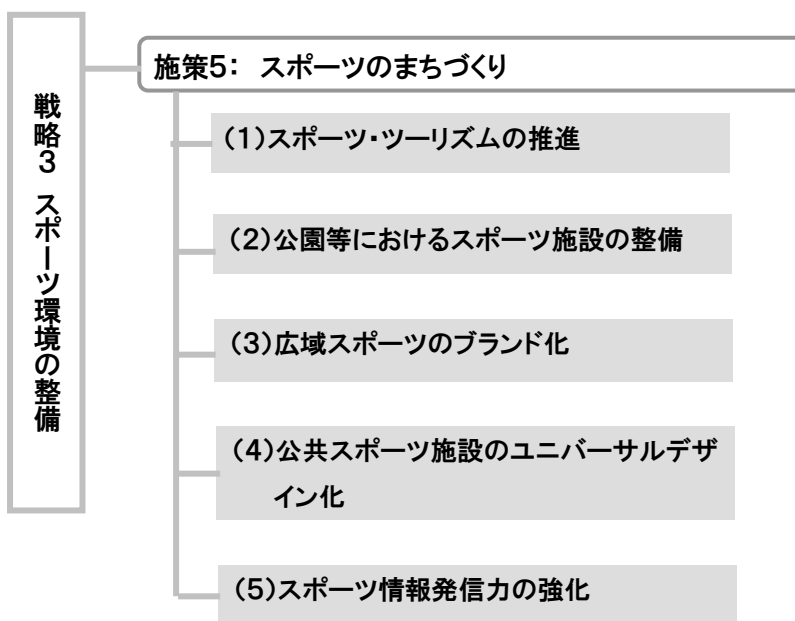 戦略3 スポーツ環境の整備
施策5: スポーツのまちづくり
(1)スポーツ・ツーリズムの推進
(2)公園等におけるスポーツ施設の整備
(3)広域スポーツのブランド化
(4)公共スポーツ施設のユニバーサルデザ
イン化
(5)スポーツ情報発信力の強化